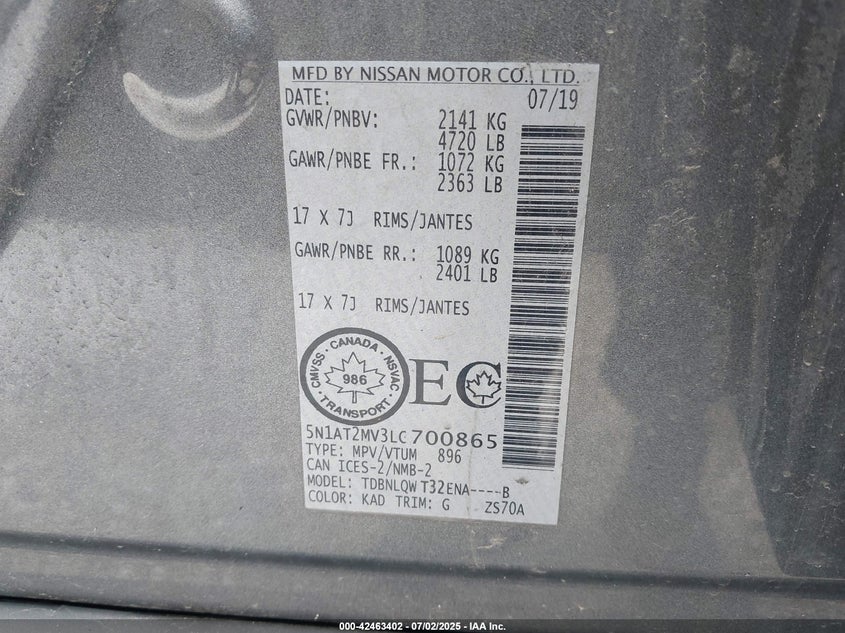 MFD BY NISSAN MOTOR CO., LTD.
DATE: 07/19
GVWR/PNBV: 2141 KG
4720 LB
GAWR/PNBE FR.: 1072 KG
2363 LB
17 X 7J RIMS/JANTES
GAWR/PNBE RR.: 1089 KG
2401 LB
17 X 7J RIMS/JANTES
CMVSS · CANADA · NSVAC
986
· TRANSPORT ·
EC
5N1AT2MV3LC700865
TYPE: MPV/VTUM 896
CAN ICES-2/NMB-2
MODEL: TDBNLQW T32ENA----B
COLOR: KAD TRIM: G ZS70A
000-42463402 - 07/02/2025 - IAA Inc.